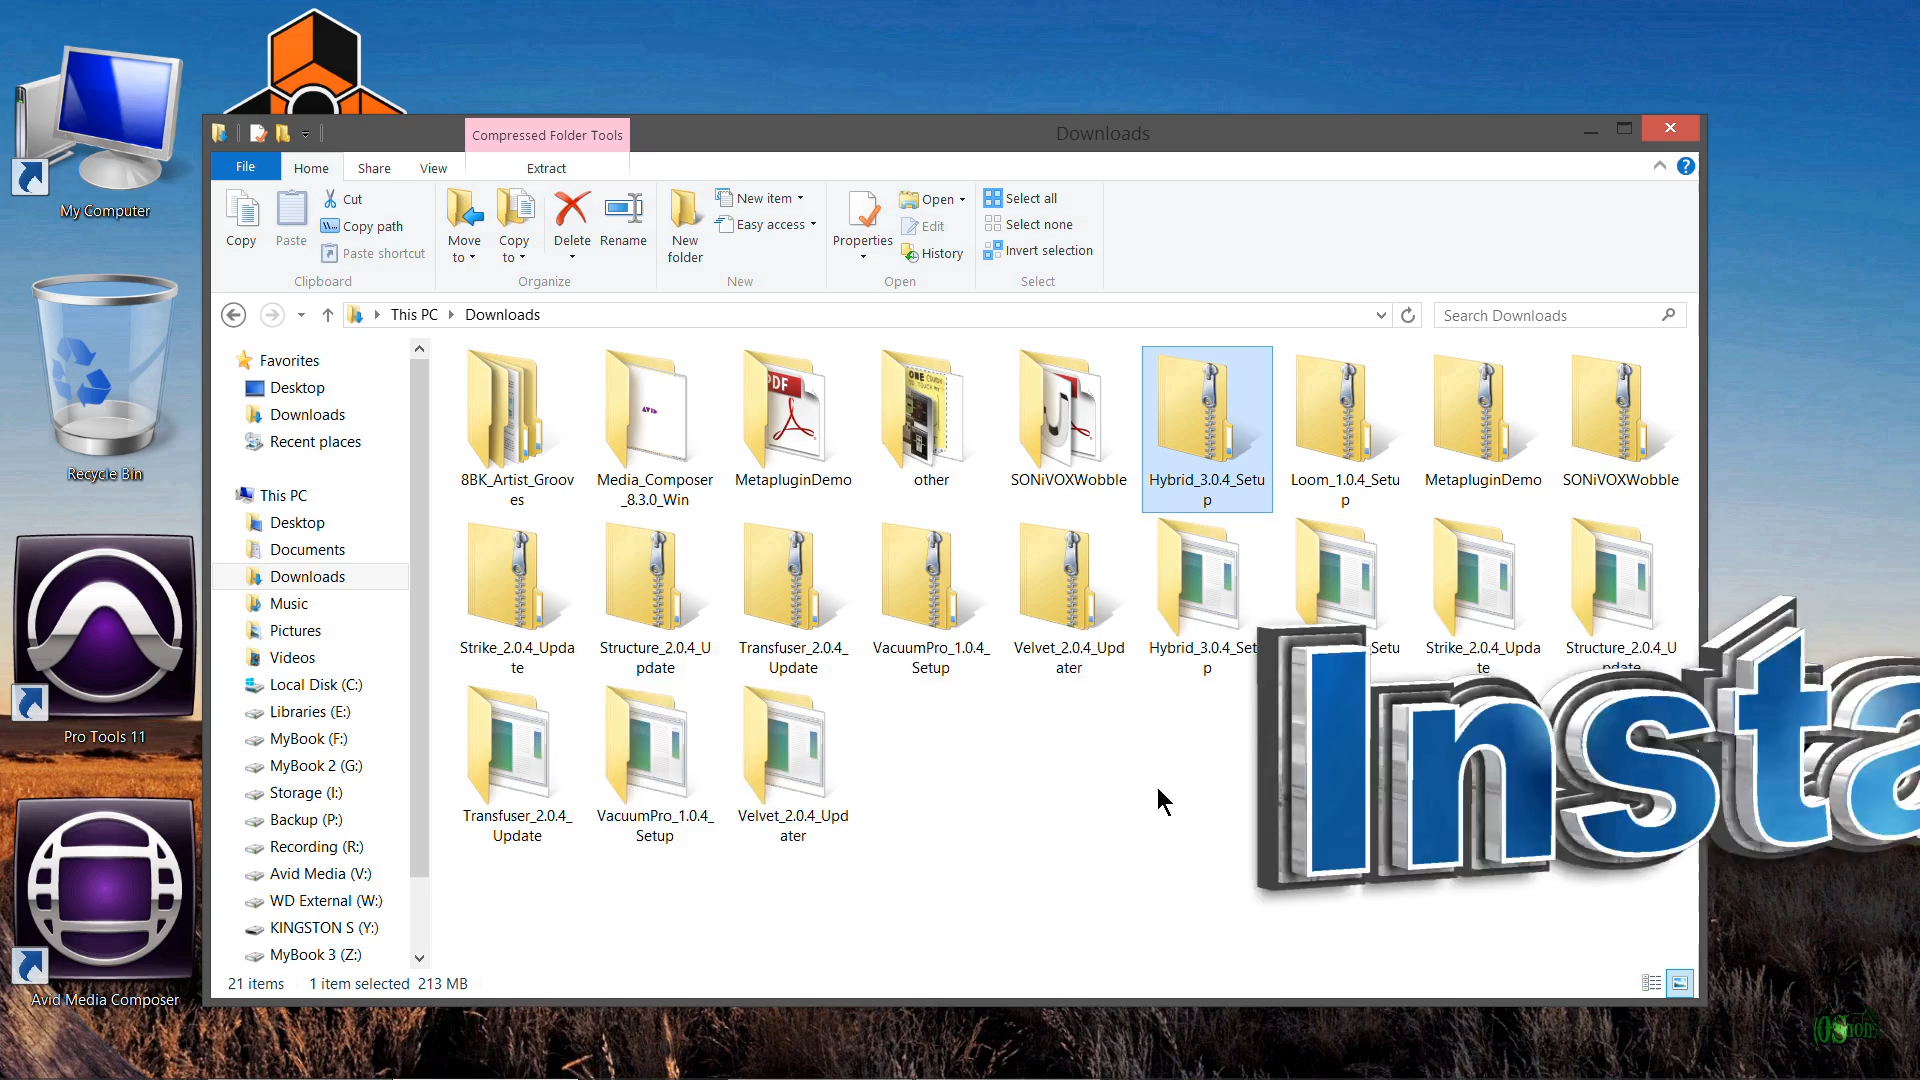 Compressed Folder Tools
Downloads
File
Home
Share
View
Extract
Copy
Paste
Cut
Copy path
Paste shortcut
Clipboard
Move
to
Copy
to
Delete
Rename
Organize
New
folder
New item
Easy access
New
Properties
Open
Edit
History
Open
Select all
Select none
Invert selection
Select
This PC
Downloads
Search Downloads
My Computer
Recycle Bin
Pro Tools 11
Avid Media Composer
Favorites
Desktop
Downloads
Recent places
This PC
Desktop
Documents
Downloads
Music
Pictures
Videos
Local Disk (C:)
Libraries (E:)
MyBook (F:)
MyBook 2 (G:)
Storage (I:)
Backup (P:)
Recording (R:)
Avid Media (V:)
WD External (W:)
KINGSTON S (Y:)
MyBook 3 (Z:)
AVID
PDF
ONE
8BK_Artist_Groov
es
Media_Composer
_8.3.0_Win
MetapluginDemo
other
SONiVOXWobble
Hybrid_3.0.4_Setu
p
Loom_1.0.4_Setu
p
MetapluginDemo
SONiVOXWobble
Strike_2.0.4_Upda
te
Structure_2.0.4_U
pdate
Transfuser_2.0.4_
Update
VacuumPro_1.0.4_
Setup
Velvet_2.0.4_Upd
ater
Hybrid_3.0.4_Set
p
Setu
Strike_2.0.4_Upda
te
Structure_2.0.4_U
pdate
Transfuser_2.0.4_
Update
VacuumPro_1.0.4_
Setup
Velvet_2.0.4_Upd
ater
Insta
21 items
1 item selected 213 MB